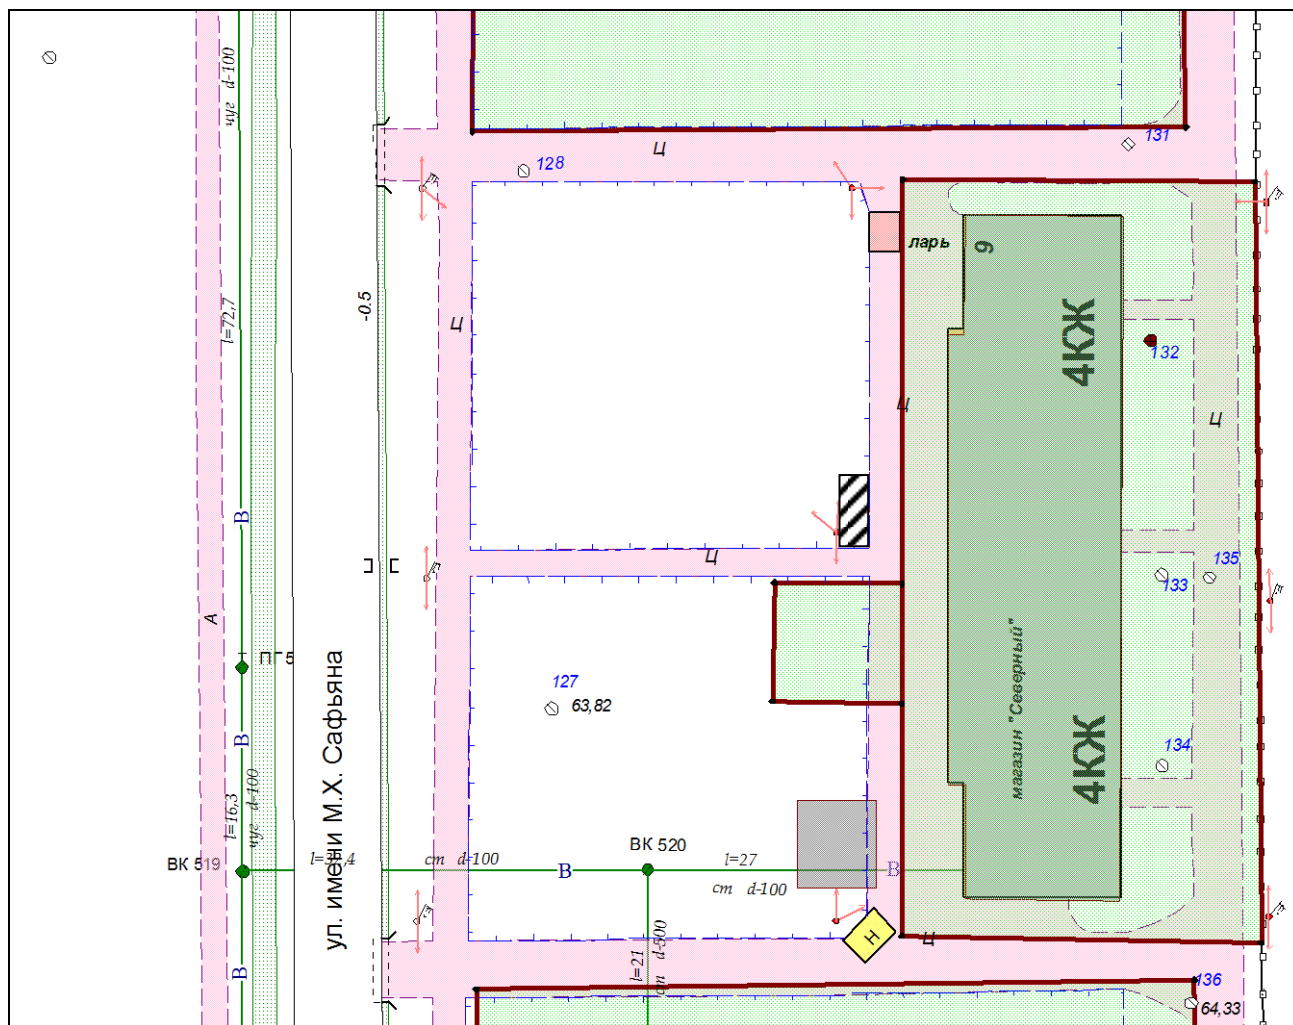 чуг d-100
131
128
Ц
ларь
9
-0.5
l=72,7
Ц
4КЖ
132
Ц
Ц
В
Ц
135
133
А
ПГ5
127
63,82
магазин "Северный"
ул. имени М.Х. Сафьяна
В
134
4КЖ
l=16,3
чуг d-100
ВК 519
ст d-100
В
ВК 520
l=27
ст d-100
В
Н
Ц
l=21
ст d-500
В
136
64,33